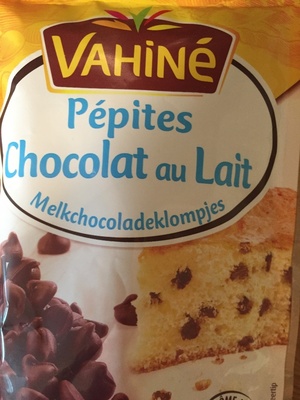 VAHiNé
Pépites
Chocolat au Lait
Melkchocoladeklompjes